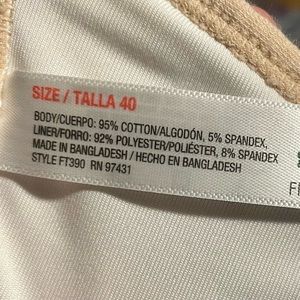 SIZE / TALLA 40
BODY/CUERPO: 95% COTTON/ALGODÓN, 5% SPANDEX,
LINER/FORRO: 92% POLYESTER/POLIÉSTER, 8% SPANDEX
MADE IN BANGLADESH / HECHO EN BANGLADESH
STYLE FT390 RN 97431